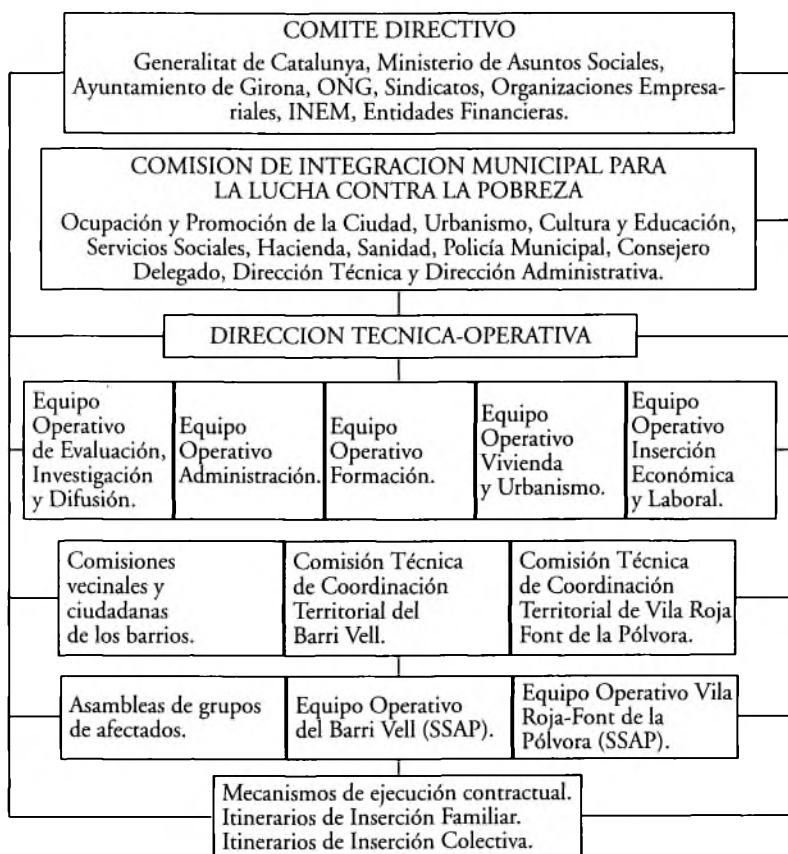 COMITE DIRECTIVO
Generalitat de Catalunya, Ministerio de Asuntos Sociales,
Ayuntamiento de Girona, ONG, Sindicatos, Organizaciones Empresa-
riales, INEM, Entidades Financieras.
COMISION DE INTEGRACION MUNICIPAL PARA
LA LUCHA CONTRA LA POBREZA
Ocupación y Promoción de la Ciudad, Urbanismo, Cultura y Educación,
Servicios Sociales, Hacienda, Sanidad, Policía Municipal, Consejero
Delegado, Dirección Técnica y Dirección Administrativa.
DIRECCION TECNICA-OPERATIVA
Equipo
Operativo
de Evaluación,
Investigación
y Difusión.
Equipo
Operativo
Administración.
Equipo
Operativo
Formación.
Equipo
Operativo
Vivienda
y Urbanismo.
Equipo
Operativo
Inserción
Económica
y Laboral.
Comisiones
vecinales y
ciudadanas
de los barrios.
Comisión Técnica
de Coordinación
Territorial del
Barri Vell.
Comisión Técnica
de Coordinación
Territorial de Vila Roja
Font de la Pólvora.
Asambleas de grupos
de afectados.
Equipo Operativo
del Barri Vell (SSAP).
Equipo Operativo Vila
Roja-Font de la
Pólvora (SSAP).
Mecanismos de ejecución contractual.
Itinerarios de Inserción Familiar.
Itinerarios de Inserción Colectiva.